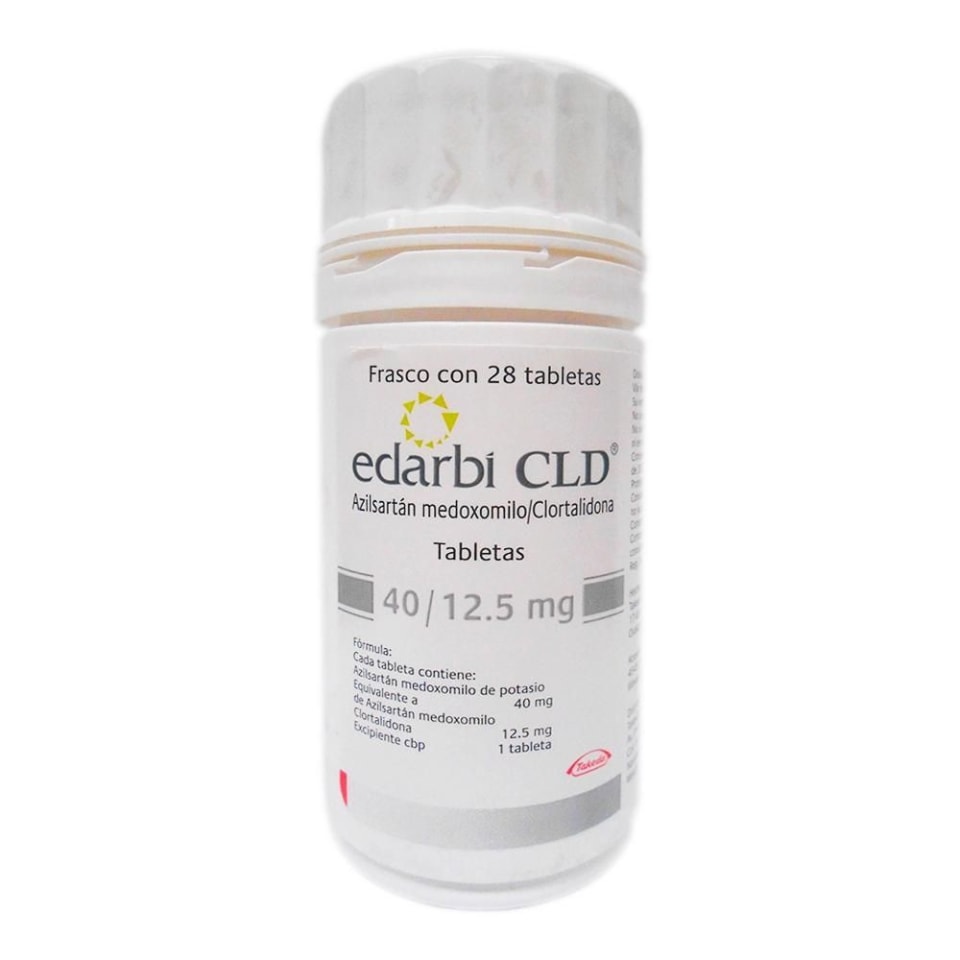 Frasco con 28 tabletas
edarbi CLD®
Azilsartán medoxomilo/Clortalidona
Tabletas
40/12.5 mg
Fórmula:
Cada tableta contiene:
Azilsartán medoxomilo de potasio
Equivalente a 40 mg
de Azilsartán medoxomilo
Clortalidona 12.5 mg
Excipiente cbp 1 tableta
Takeda